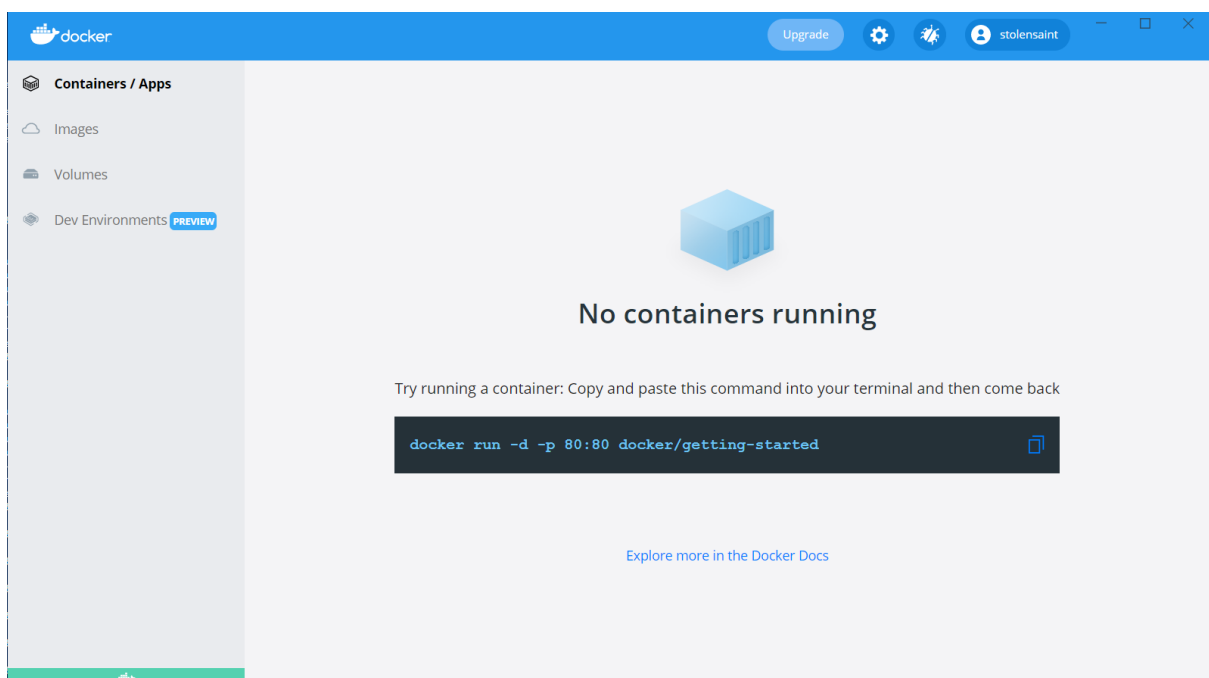 docker
Upgrade
stolensaint
Containers / Apps
Images
Volumes
Dev Environments PREVIEW
No containers running
Try running a container: Copy and paste this command into your terminal and then come back
docker run -d -p 80:80 docker/getting-started
Explore more in the Docker Docs